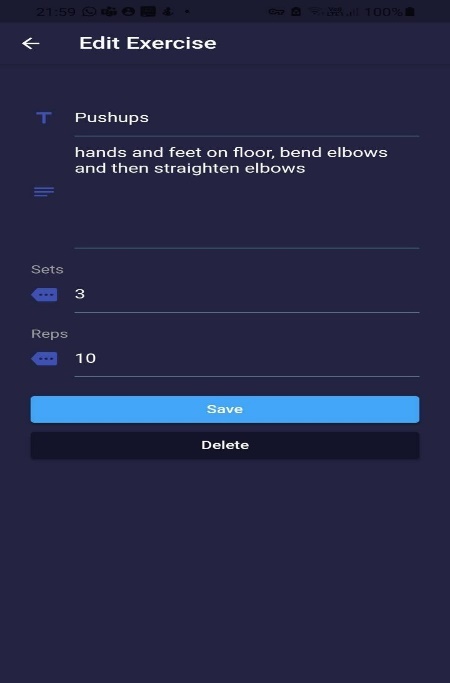 21:59 100%
Edit Exercise
Pushups
hands and feet on floor, bend elbows
and then straighten elbows
Sets
3
Reps
10
Save
Delete